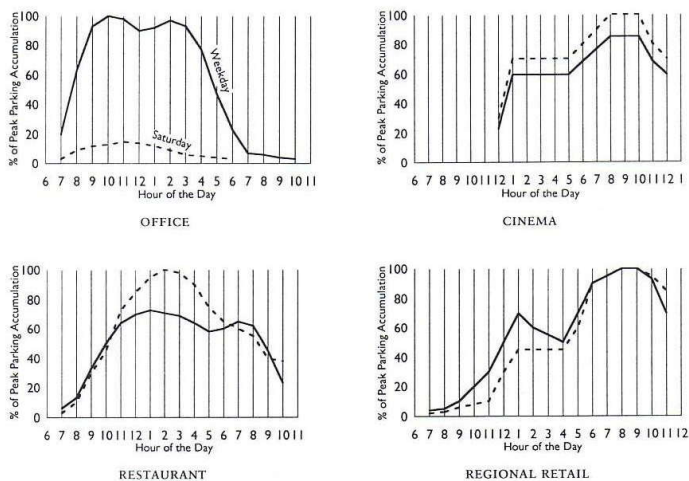 % of Peak Parking Accumulation
100
80
60
40
20
0
Weekday
Saturday
6 7 8 9 10 11 12 1 2 3 4 5 6 7 8 9 10 11
Hour of the Day
OFFICE
% of Peak Parking Accumulation
100
80
60
40
20
0
6 7 8 9 10 11 12 1 2 3 4 5 6 7 8 9 10 11 12 1
Hour of the Day
CINEMA
% of Peak Parking Accumulation
100
80
60
40
20
0
6 7 8 9 10 11 12 1 2 3 4 5 6 7 8 9 10 11
Hour of the Day
RESTAURANT
% of Peak Parking Accumulation
100
80
60
40
20
0
6 7 8 9 10 11 12 1 2 3 4 5 6 7 8 9 10 11 12
Hour of the Day
REGIONAL RETAIL